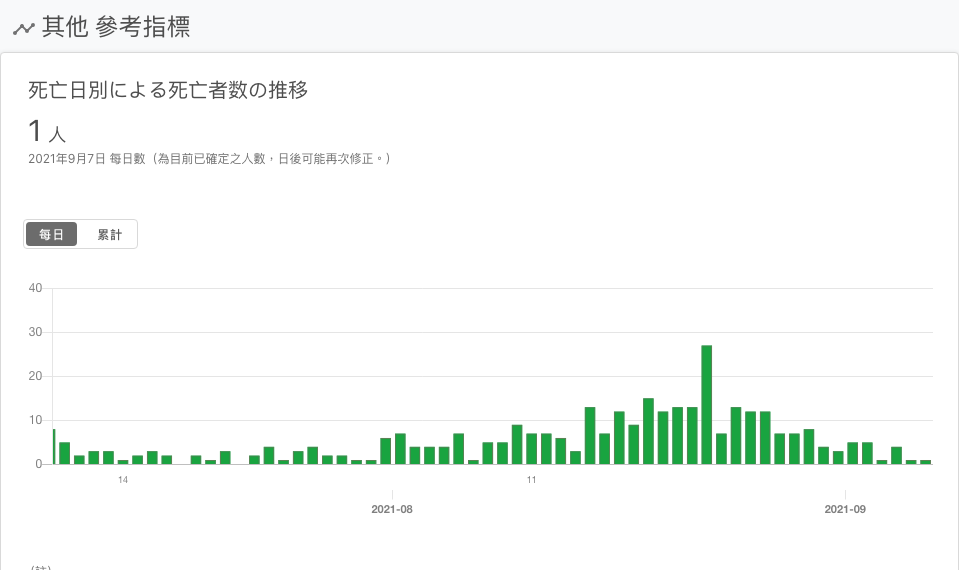 其他 參考指標
死亡日別による死亡者数の推移
1 人
2021年9月7日 每日數（為目前已確定之人數，日後可能再次修正。）
每日 累計
40
30
20
10
0
14 11
2021-08 2021-09